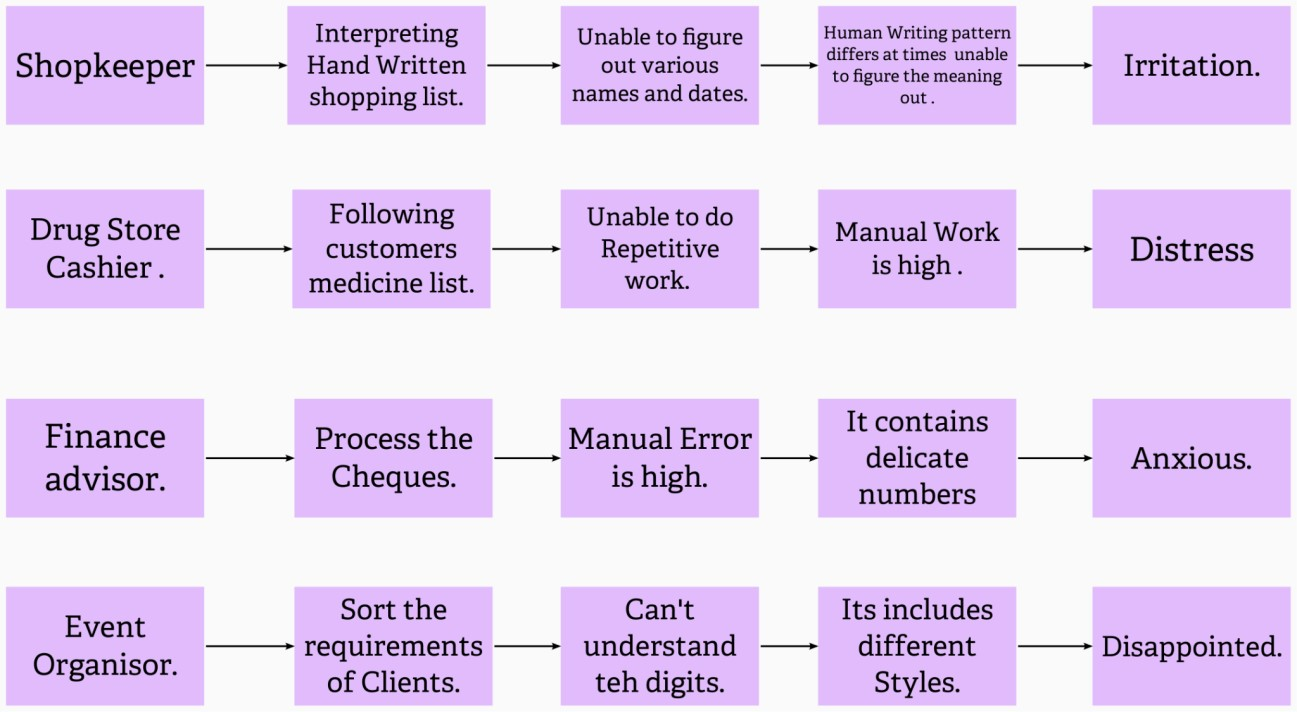 Shopkeeper
Interpreting
Hand Written
shopping list.
Unable to figure
out various
names and dates.
Human Writing pattern
differs at times unable
to figure the meaning
out .
Irritation.
Drug Store
Cashier .
Following
customers
medicine list.
Unable to do
Repetitive
work.
Manual Work
is high .
Distress
Finance
advisor.
Process the
Cheques.
Manual Error
is high.
It contains
delicate
numbers
Anxious.
Event
Organisor.
Sort the
requirements
of Clients.
Can't
understand
teh digits.
Its includes
different
Styles.
Disappointed.